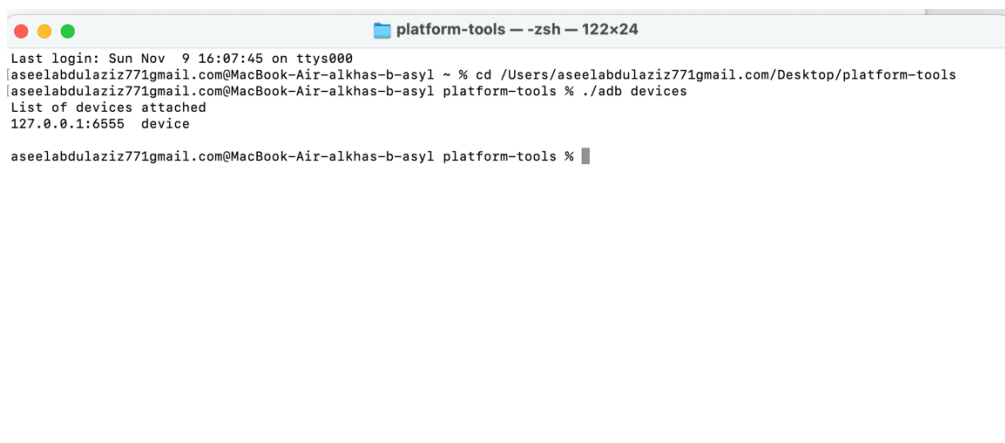 platform-tools — -zsh — 122×24
Last login: Sun Nov  9 16:07:45 on ttys000
[aseelabdulaziz771gmail.com@MacBook-Air-alkhas-b-asyl ~ % cd /Users/aseelabdulaziz771gmail.com/Desktop/platform-tools
[aseelabdulaziz771gmail.com@MacBook-Air-alkhas-b-asyl platform-tools % ./adb devices
List of devices attached
127.0.0.1:6555  device
aseelabdulaziz771gmail.com@MacBook-Air-alkhas-b-asyl platform-tools %